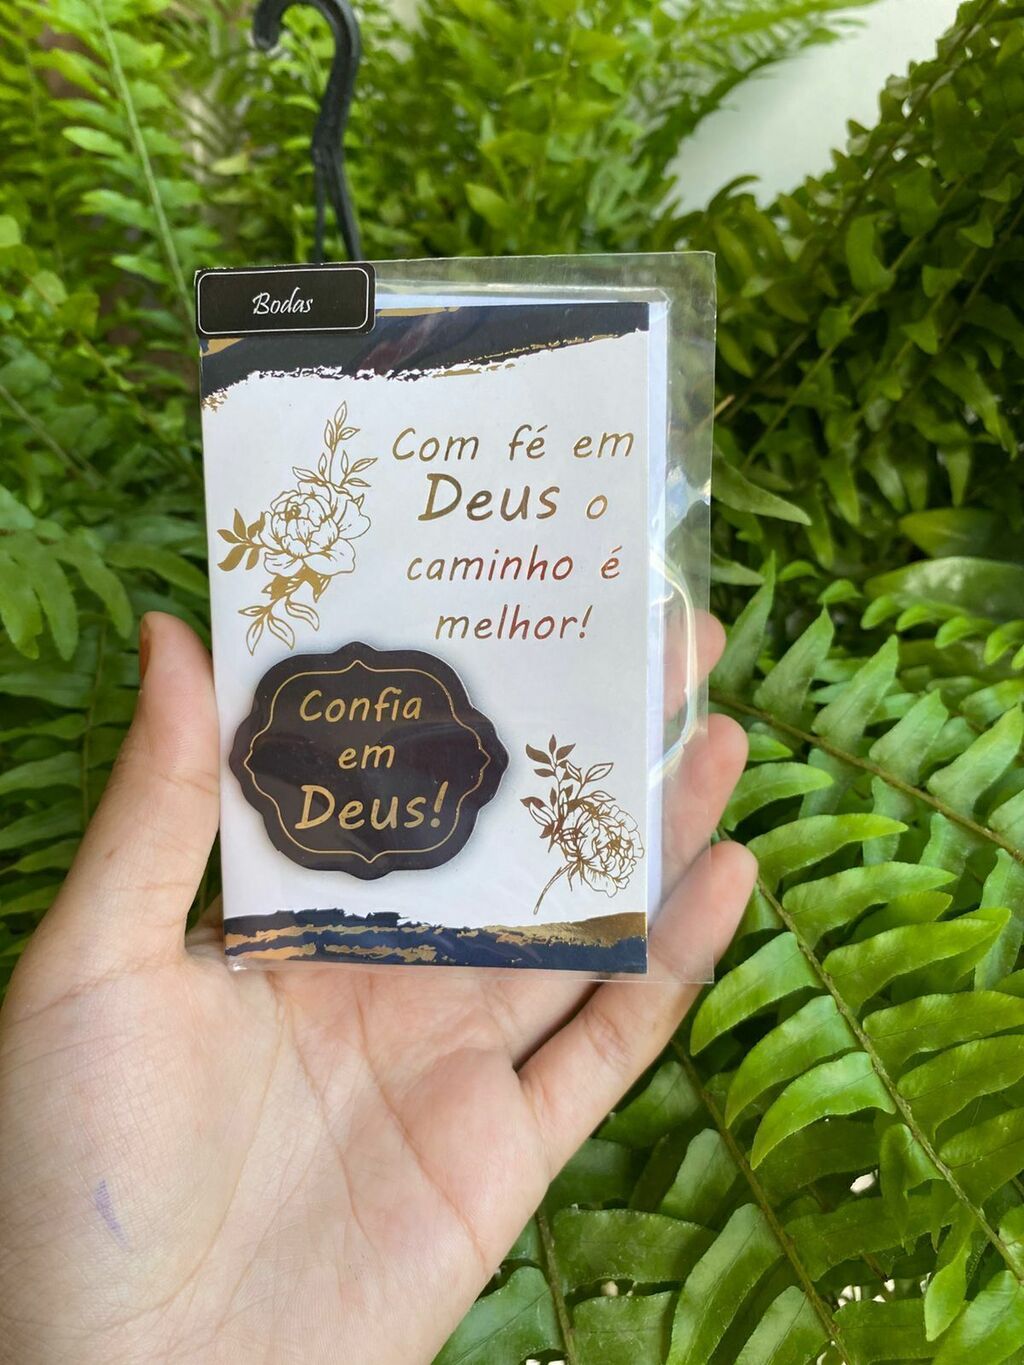 Bodas
Com fé em
Deus o
caminho é
melhor!
Confia
em
Deus!